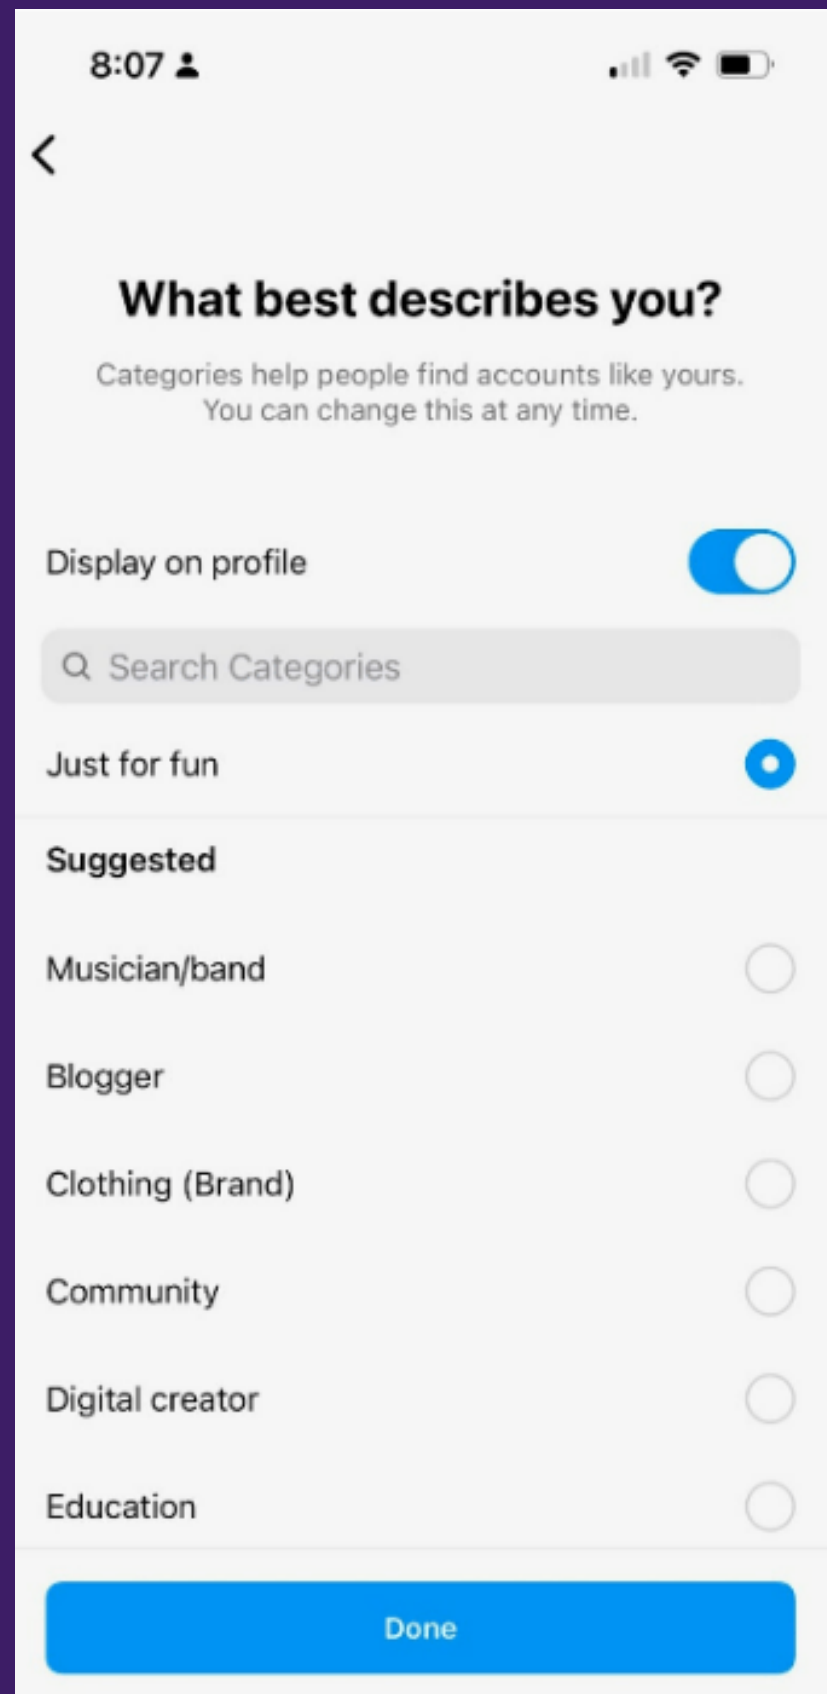 8:07
What best describes you?
Categories help people find accounts like yours.
You can change this at any time.
Display on profile
Search Categories
Just for fun
Suggested
Musician/band
Blogger
Clothing (Brand)
Community
Digital creator
Education
Done